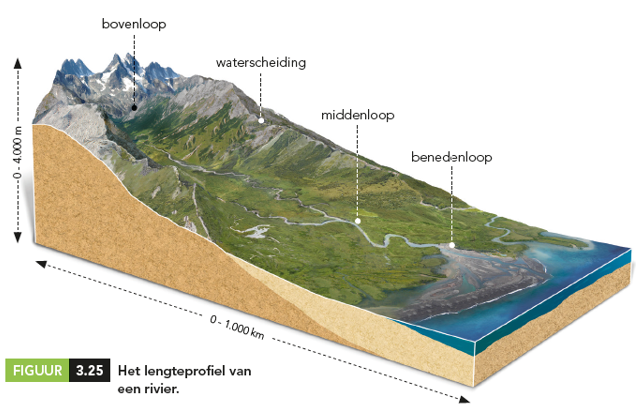 bovenloop
waterscheiding
middenloop
benedenloop
0 - 4.000 m
0 - 1.000 km
FIGUUR 3.25 Het lengteprofiel van
een rivier.